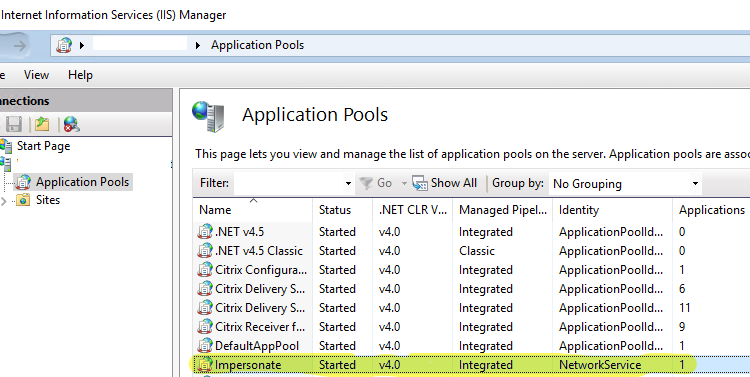 Internet Information Services (IIS) Manager
Application Pools
e View Help
nnections
Start Page
Application Pools
Sites
Application Pools
This page lets you view and manage the list of application pools on the server. Application pools are assoc
Filter: Go Show All Group by: No Grouping
Name Status .NET CLR V... Managed Pipel... Identity Applications
.NET v4.5 Started v4.0 Integrated ApplicationPoolId... 0
.NET v4.5 Classic Started v4.0 Classic ApplicationPoolId... 0
Citrix Configura... Started v4.0 Integrated ApplicationPoolId... 1
Citrix Delivery S... Started v4.0 Integrated ApplicationPoolId... 6
Citrix Delivery S... Started v4.0 Integrated ApplicationPoolId... 11
Citrix Receiver f... Started v4.0 Integrated ApplicationPoolId... 9
DefaultAppPool Started v4.0 Integrated ApplicationPoolId... 1
Impersonate Started v4.0 Integrated NetworkService 1